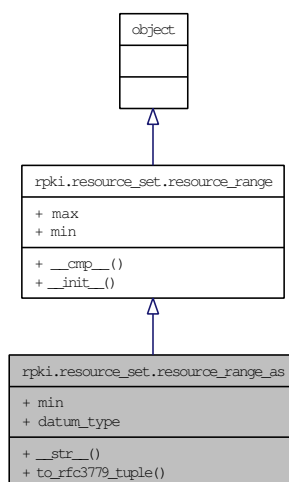 object
rpki.resource_set.resource_range
+ max
+ min
+ __cmp__()
+ __init__()
rpki.resource_set.resource_range_as
+ min
+ datum_type
+ __str__()
+ to_rfc3779_tuple()